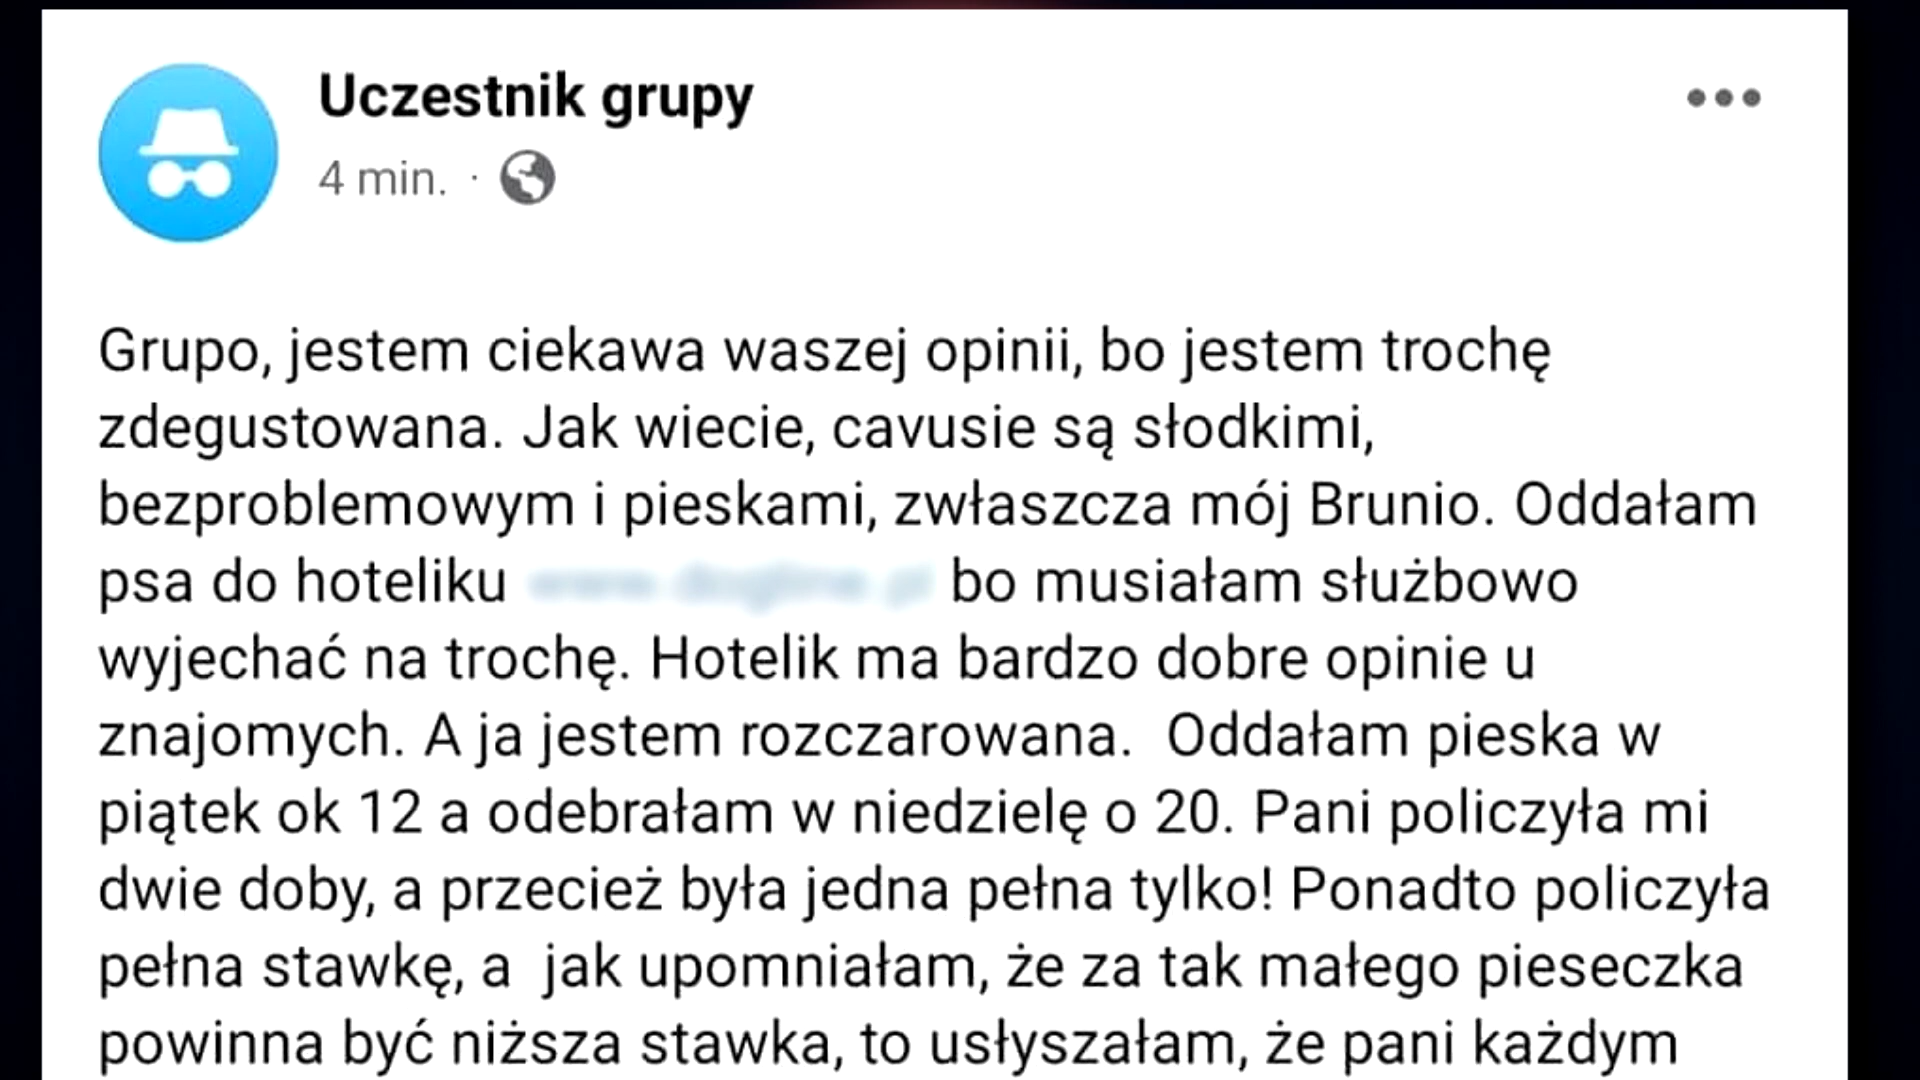 Uczestnik grupy
4 min. ·
Grupo, jestem ciekawa waszej opinii, bo jestem trochę
zdegustowana. Jak wiecie, cavusie są słodkimi,
bezproblemowym i pieskami, zwłaszcza mój Brunio. Oddałam
psa do hoteliku bo musiałam służbowo
wyjechać na trochę. Hotelik ma bardzo dobre opinie u
znajomych. A ja jestem rozczarowana.  Oddałam pieska w
piątek ok 12 a odebrałam w niedzielę o 20. Pani policzyła mi
dwie doby, a przecież była jedna pełna tylko! Ponadto policzyła
pełna stawkę, a  jak upomniałam, że za tak małego pieseczka
powinna być niższa stawka, to usłyszałam, że pani każdym